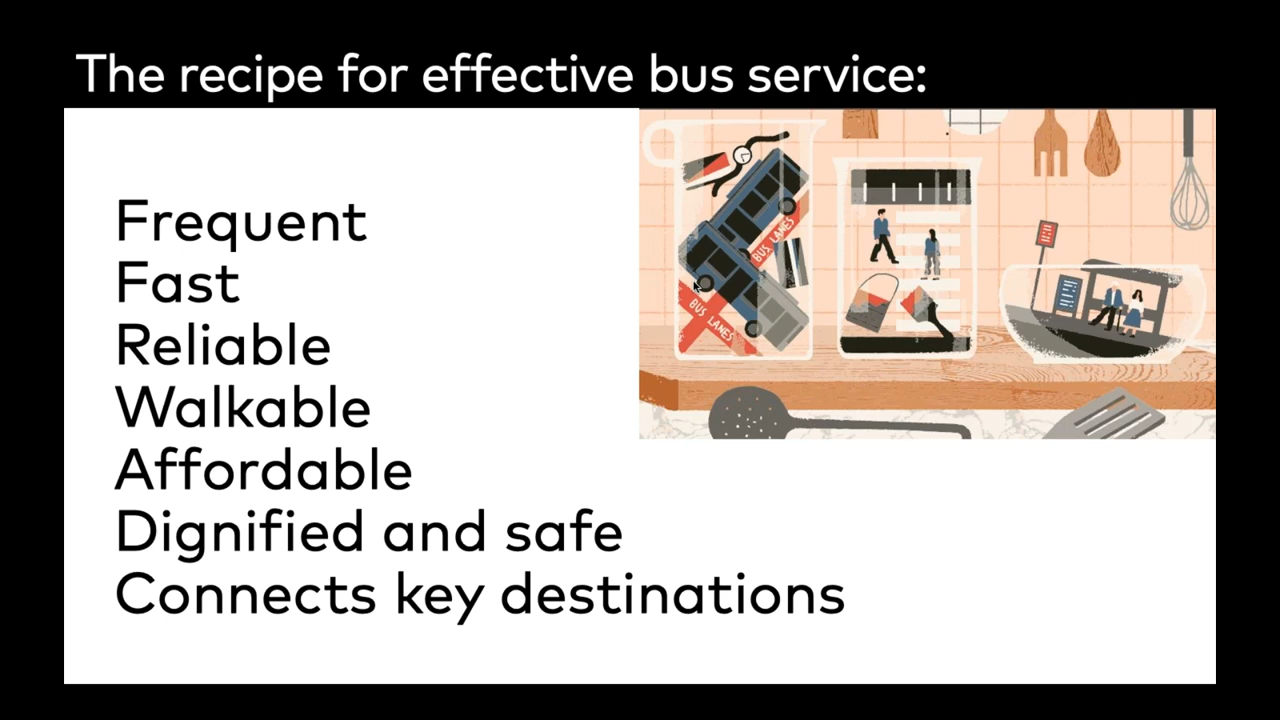 The recipe for effective bus service:
Frequent
Fast
Reliable
Walkable
Affordable
Dignified and safe
Connects key destinations
BUS LANES
BUS LANES